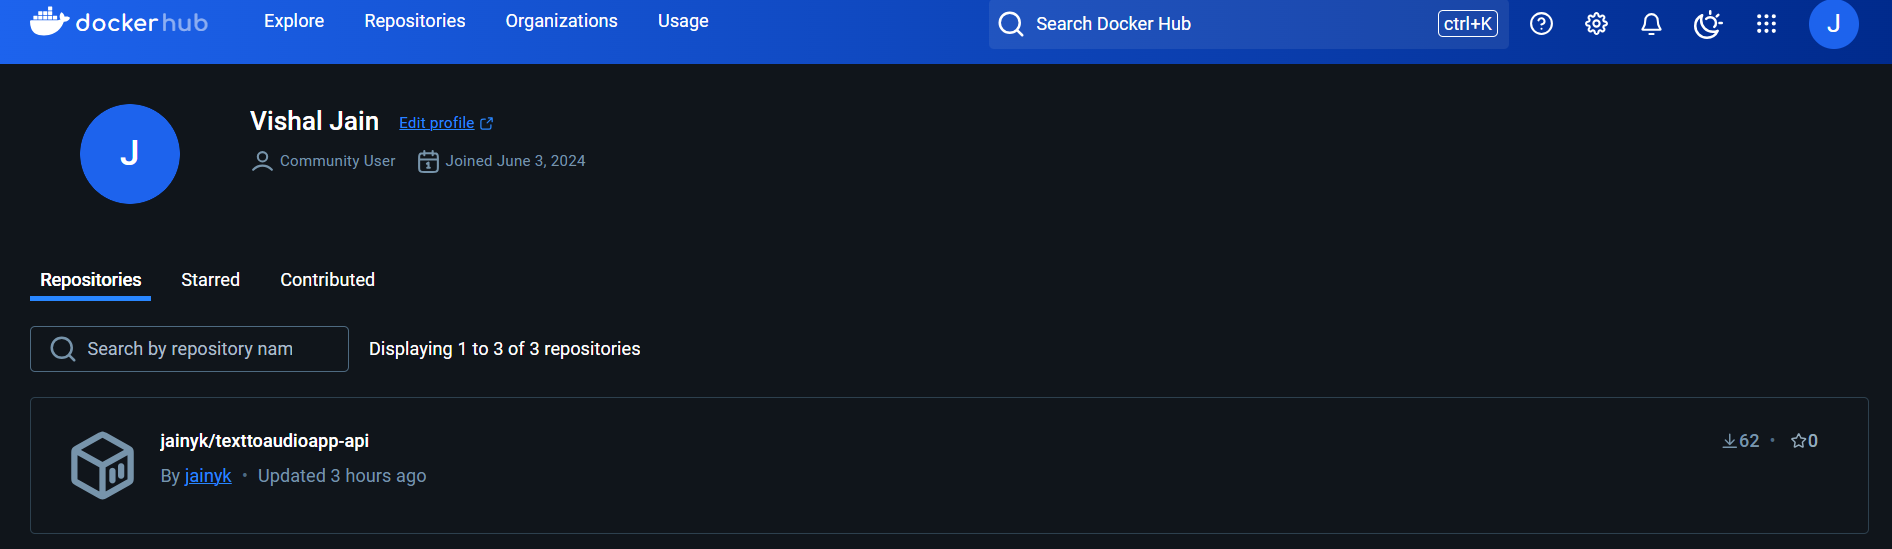 docker hub Explore Repositories Organizations Usage Search Docker Hub ctrl+K J
J
Vishal Jain Edit profile
Community User 1 Joined June 3, 2024
Repositories Starred Contributed
Search by repository nam Displaying 1 to 3 of 3 repositories
jainyk/texttoaudioapp-api 62 • 0
By jainyk • Updated 3 hours ago